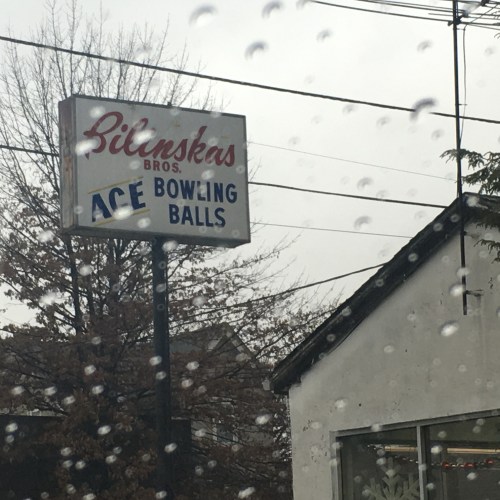 Bilinskas
BROS.
ACE BOWLING
BALLS